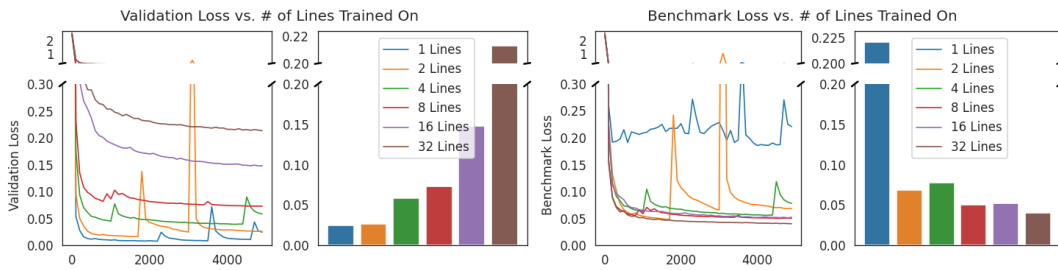 Validation Loss vs. # of Lines Trained On
Validation Loss
2
1
0.30
0.25
0.20
0.15
0.10
0.05
0.00
0
2000
4000
0.22
0.20
0.15
0.10
0.05
0.00
1 Lines
2 Lines
4 Lines
8 Lines
16 Lines
32 Lines
Benchmark Loss vs. # of Lines Trained On
Benchmark Loss
2
1
0.30
0.25
0.20
0.15
0.10
0.05
0.00
0
2000
4000
1 Lines
2 Lines
4 Lines
8 Lines
16 Lines
32 Lines
0.225
0.200
0.20
0.15
0.10
0.05
0.00